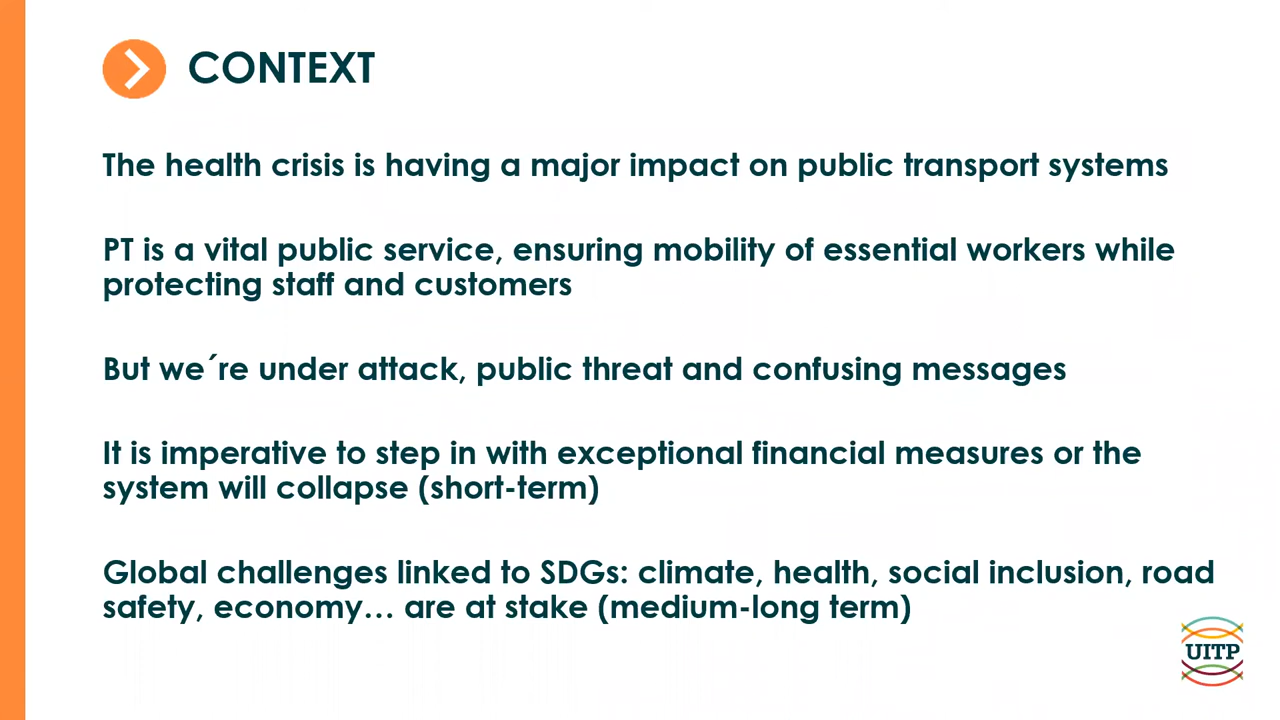 CONTEXT
The health crisis is having a major impact on public transport systems
PT is a vital public service, ensuring mobility of essential workers while
protecting staff and customers
But we´re under attack, public threat and confusing messages
It is imperative to step in with exceptional financial measures or the
system will collapse (short-term)
Global challenges linked to SDGs: climate, health, social inclusion, road
safety, economy… are at stake (medium-long term)
UITP